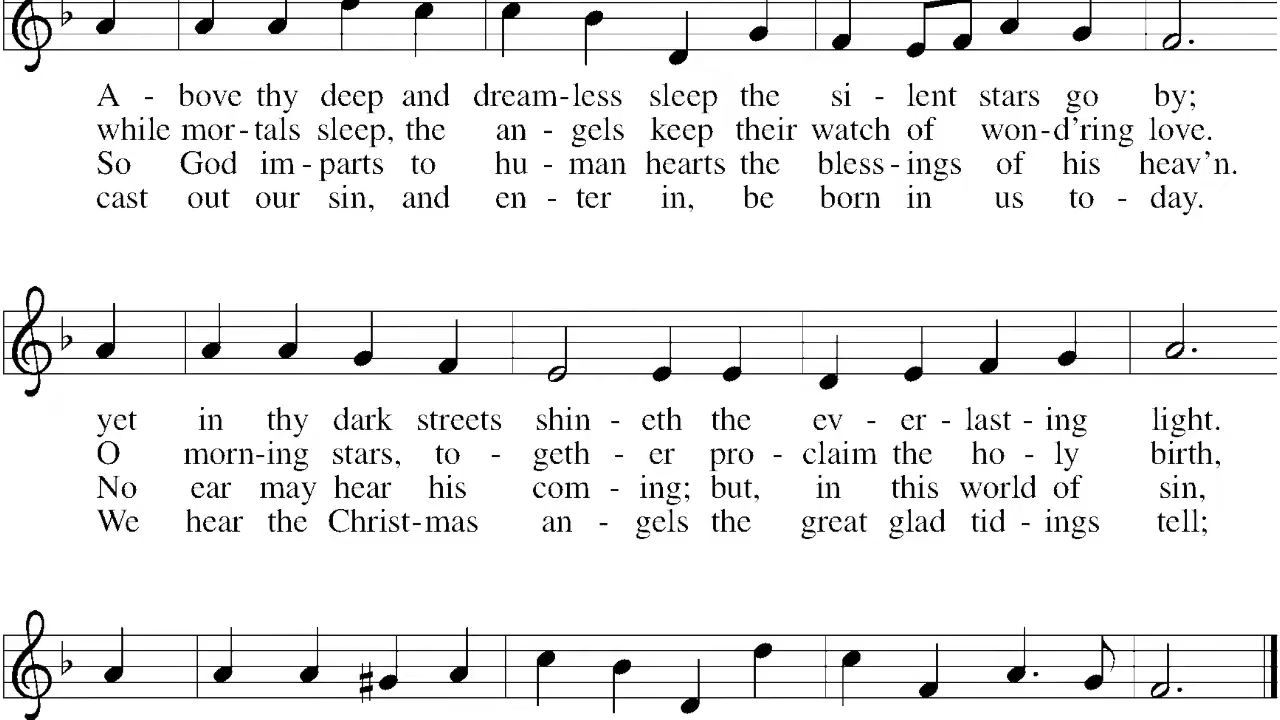 A - bove thy deep and dream-less sleep the si - lent stars go by;
while mor-tals sleep, the an - gels keep their watch of won-d'ring love.
So God im-parts to hu - man hearts the bless-ings of his heav'n.
cast out our sin, and en - ter in, be born in us to - day.
yet in thy dark streets shin - eth the ev - er - last - ing light.
O morn-ing stars, to - geth - er pro - claim the ho - ly birth,
No ear may hear his com - ing; but, in this world of sin,
We hear the Christ-mas an - gels the great glad tid - ings tell;